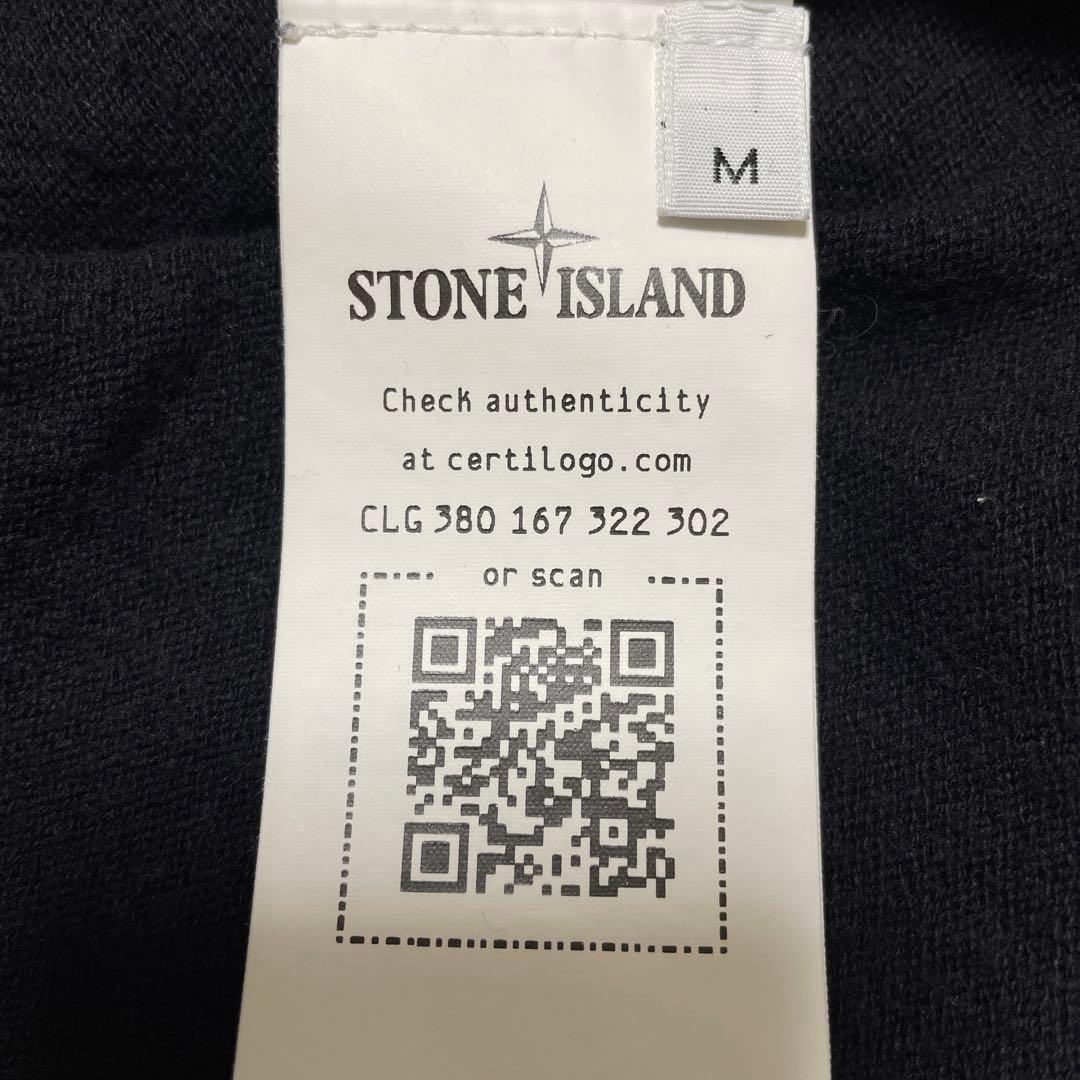 M
STONE ISLAND
Check authenticity
at certilogo.com
CLG 380 167 322 302
or scan